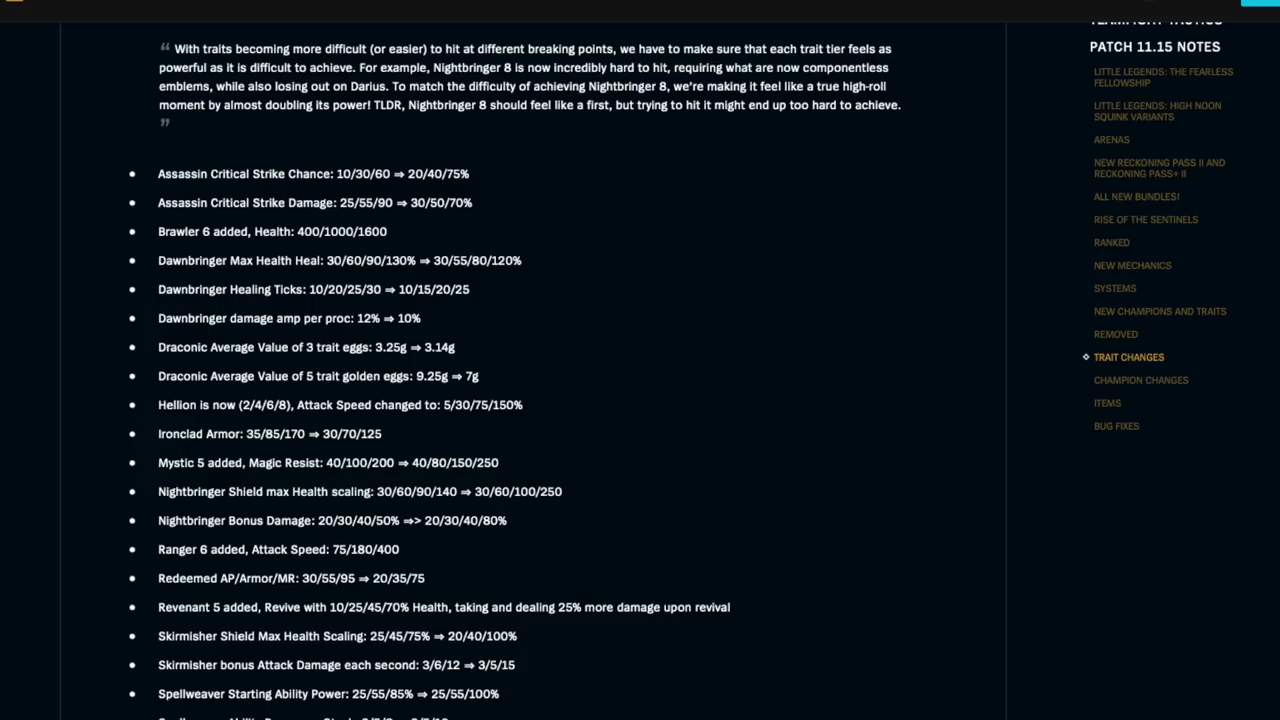 “ With traits becoming more difficult (or easier) to hit at different breaking points, we have to make sure that each trait tier feels as
powerful as it is difficult to achieve. For example, Nightbringer 8 is now incredibly hard to hit, requiring what are now componentless
emblems, while also losing out on Darius. To match the difficulty of achieving Nightbringer 8, we're making it feel like a true high-roll
moment by almost doubling its power! TLDR, Nightbringer 8 should feel like a first, but trying to hit it might end up too hard to achieve.
”
• Assassin Critical Strike Chance: 10/30/60 ⇒ 20/40/75%
• Assassin Critical Strike Damage: 25/55/90 ⇒ 30/50/70%
• Brawler 6 added, Health: 400/1000/1600
• Dawnbringer Max Health Heal: 30/60/90/130% ⇒ 30/55/80/120%
• Dawnbringer Healing Ticks: 10/20/25/30 ⇒ 10/15/20/25
• Dawnbringer damage amp per proc: 12% ⇒ 10%
• Draconic Average Value of 3 trait eggs: 3.25g ⇒ 3.14g
• Draconic Average Value of 5 trait golden eggs: 9.25g ⇒ 7g
• Hellion is now (2/4/6/8), Attack Speed changed to: 5/30/75/150%
• Ironclad Armor: 35/85/170 ⇒ 30/70/125
• Mystic 5 added, Magic Resist: 40/100/200 ⇒ 40/80/150/250
• Nightbringer Shield max Health scaling: 30/60/90/140 ⇒ 30/60/100/250
• Nightbringer Bonus Damage: 20/30/40/50% ⇒> 20/30/40/80%
• Ranger 6 added, Attack Speed: 75/180/400
• Redeemed AP/Armor/MR: 30/55/95 ⇒ 20/35/75
• Revenant 5 added, Revive with 10/25/45/70% Health, taking and dealing 25% more damage upon revival
• Skirmisher Shield Max Health Scaling: 25/45/75% ⇒ 20/40/100%
• Skirmisher bonus Attack Damage each second: 3/6/12 ⇒ 3/5/15
• Spellweaver Starting Ability Power: 25/55/85% ⇒ 25/55/100%
TEAMFIGHT TACTICS
PATCH 11.15 NOTES
LITTLE LEGENDS: THE FEARLESS
FELLOWSHIP
LITTLE LEGENDS: HIGH NOON
SQUINK VARIANTS
ARENAS
NEW RECKONING PASS II AND
RECKONING PASS+ II
ALL NEW BUNDLES!
RISE OF THE SENTINELS
RANKED
NEW MECHANICS
SYSTEMS
NEW CHAMPIONS AND TRAITS
REMOVED
TRAIT CHANGES
CHAMPION CHANGES
ITEMS
BUG FIXES